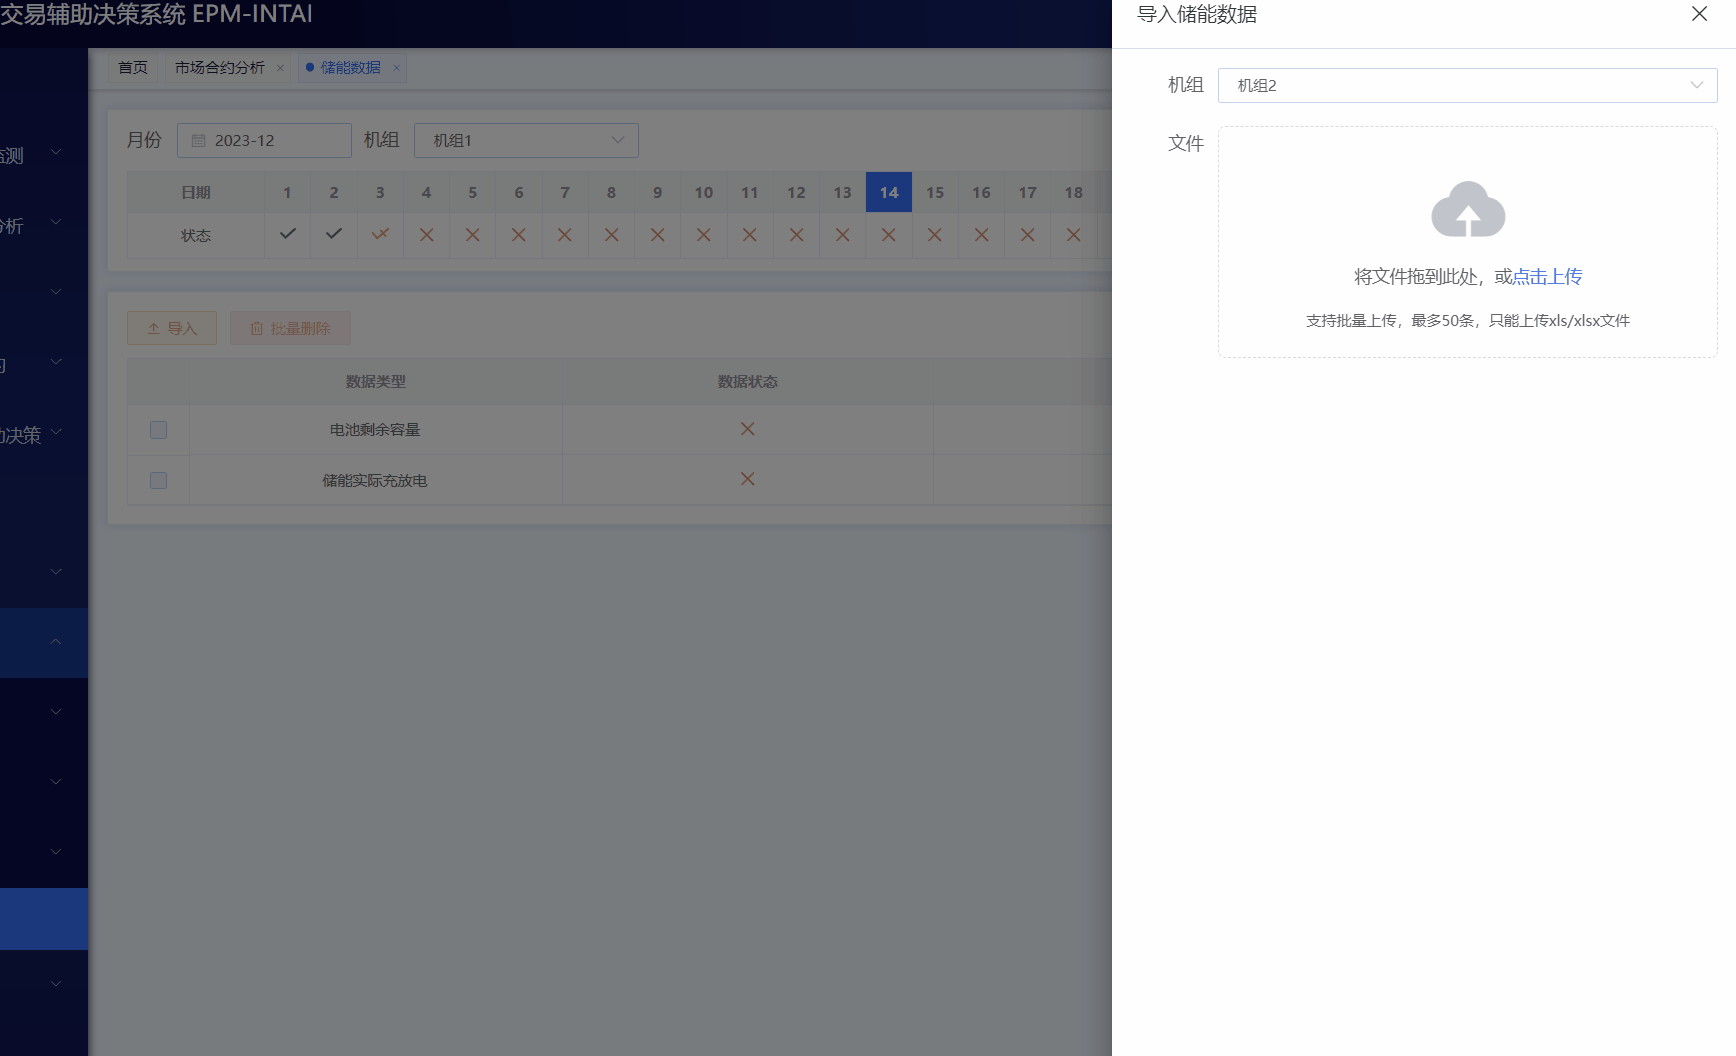 交易辅助决策系统 EPM-INTAI
导入储能数据
首页 市场合约分析 储能数据
机组 机组2
月份 2023-12 机组 机组1
文件
监测
日期 1 2 3 4 5 6 7 8 9 10 11 12 13 14 15 16 17 18
分析
状态
将文件拖到此处，或点击上传
支持批量上传，最多50条，只能上传xls/xlsx文件
导入 批量删除
数据类型 数据状态
电池剩余容量
助决策
储能实际充放电